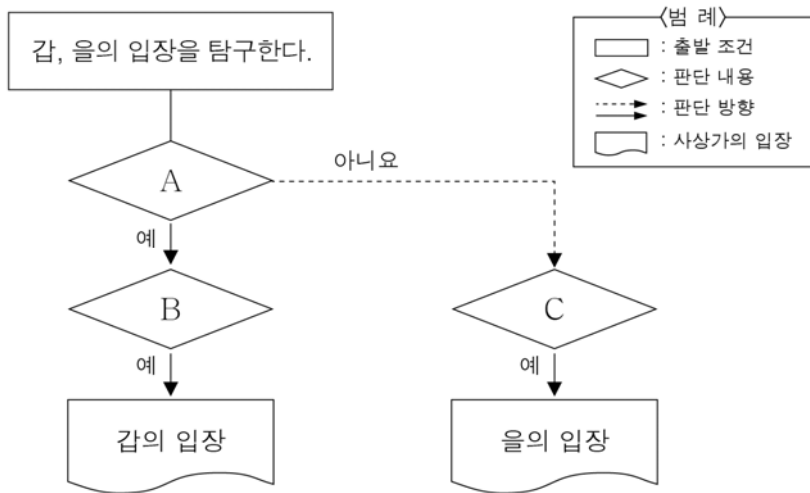 갑, 을의 입장을 탐구한다.
〈범 례〉
: 출발 조건
: 판단 내용
: 판단 방향
: 사상가의 입장
A
아니요
예
B
C
예
예
갑의 입장
을의 입장